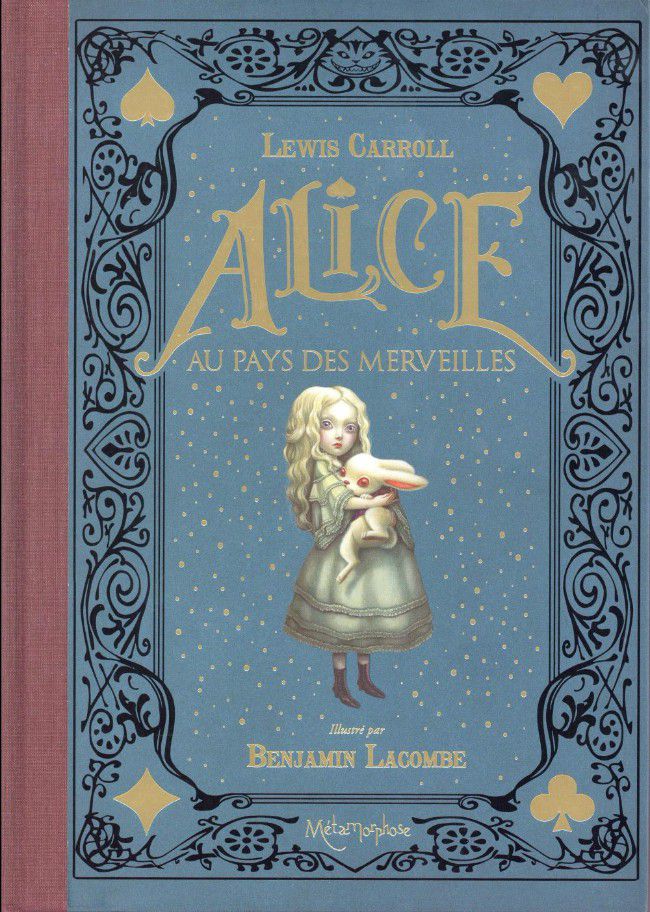 LEWIS CARROLL
ALiCE
AU PAYS DES MERVEILLES
Illustré par
BENJAMIN LACOMBE
Métamorphose